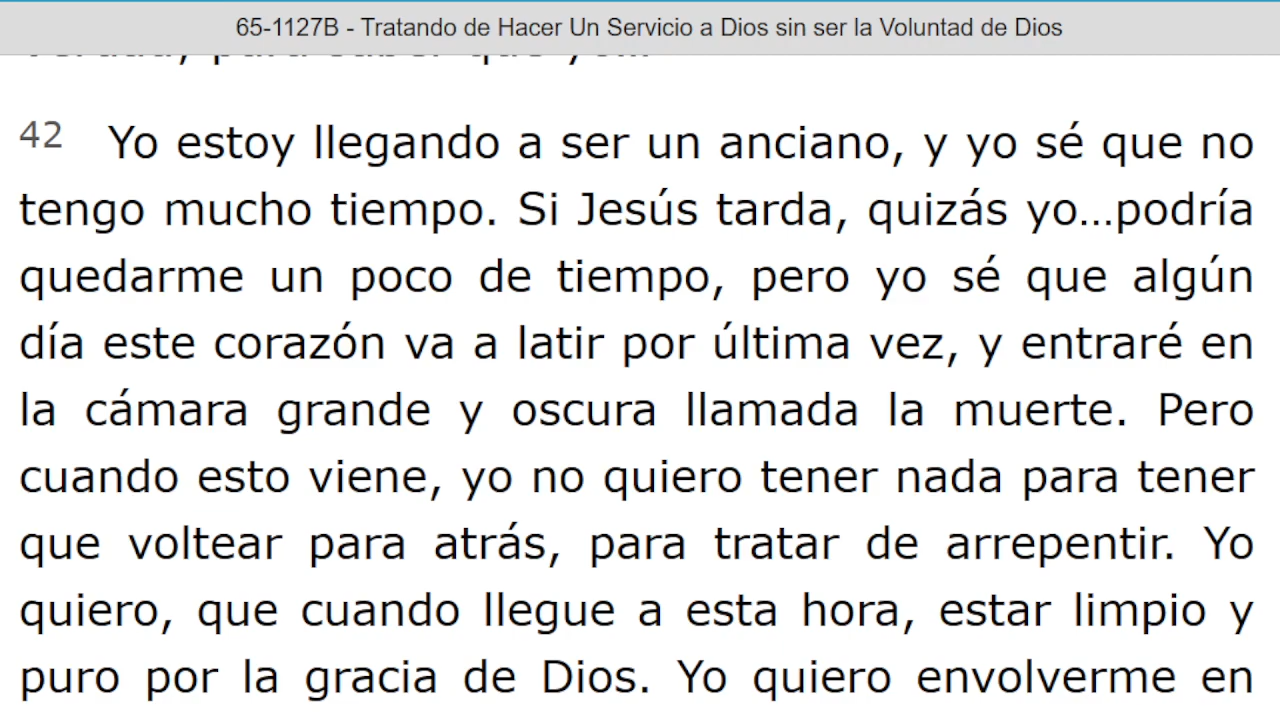 65-1127B - Tratando de Hacer Un Servicio a Dios sin ser la Voluntad de Dios
42 Yo estoy llegando a ser un anciano, y yo sé que no
tengo mucho tiempo. Si Jesús tarda, quizás yo...podría
quedarme un poco de tiempo, pero yo sé que algún
día este corazón va a latir por última vez, y entraré en
la cámara grande y oscura llamada la muerte. Pero
cuando esto viene, yo no quiero tener nada para tener
que voltear para atrás, para tratar de arrepentir. Yo
quiero, que cuando llegue a esta hora, estar limpio y
puro por la gracia de Dios. Yo quiero envolverme en